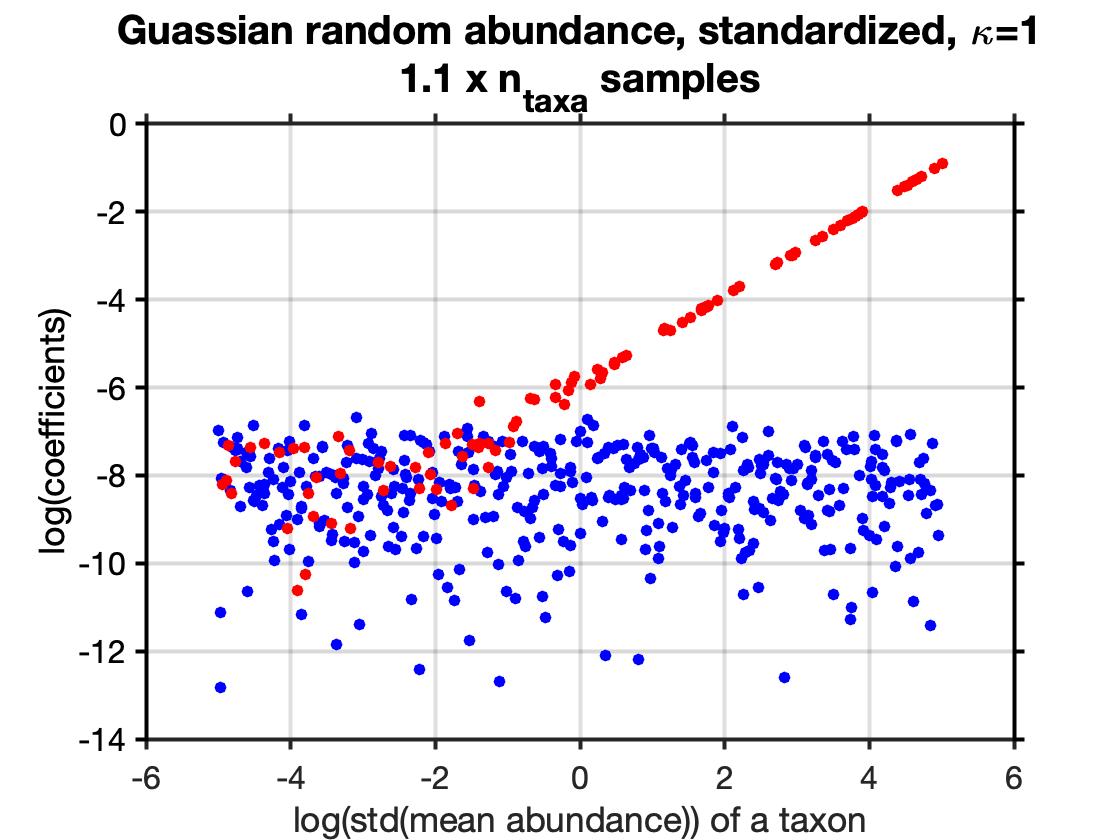 Guassian random abundance, standardized, κ=1
1.1 x n_taxa samples
0
-2
-4
-6
-8
-10
-12
-14
log(coefficients)
-6 -4 -2 0 2 4 6
log(std(mean abundance)) of a taxon